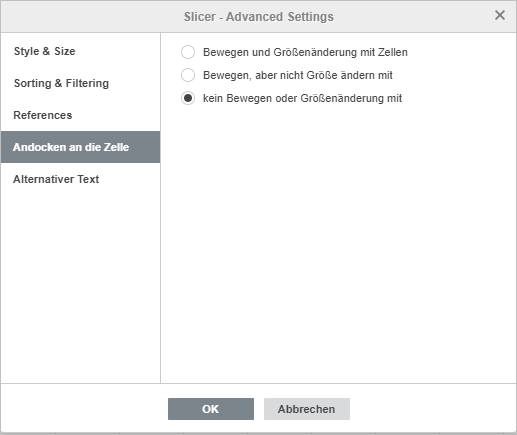 Slicer - Advanced Settings
Style & Size
Sorting & Filtering
References
Andocken an die Zelle
Alternativer Text
Bewegen und Größenänderung mit Zellen
Bewegen, aber nicht Größe ändern mit
kein Bewegen oder Größenänderung mit
OK
Abbrechen